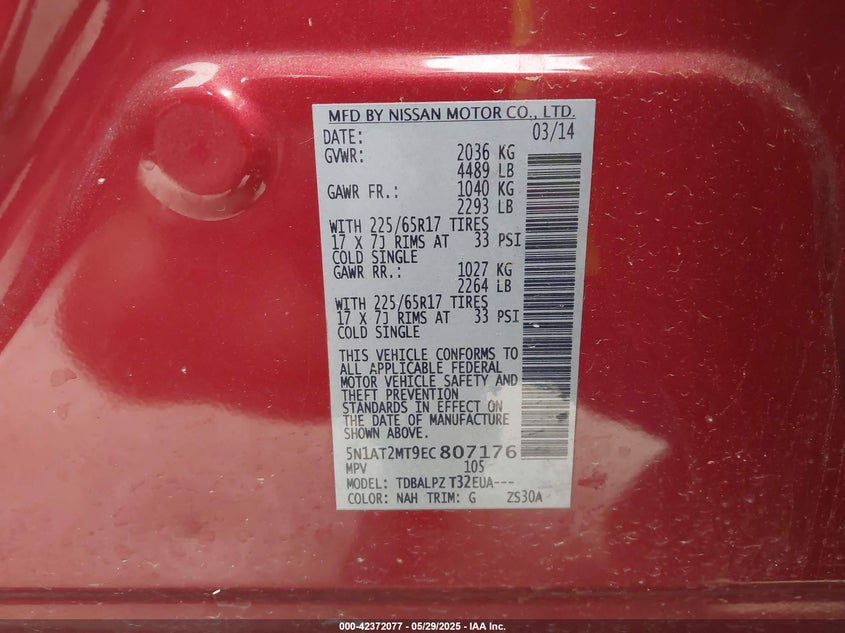 MFD BY NISSAN MOTOR CO., LTD.
DATE: 03/14
GVWR: 2036 KG
4489 LB
GAWR FR.: 1040 KG
2293 LB
WITH 225/65R17 TIRES
17 X 7J RIMS AT 33 PSI
COLD SINGLE
GAWR RR.: 1027 KG
2264 LB
WITH 225/65R17 TIRES
17 X 7J RIMS AT 33 PSI
COLD SINGLE
THIS VEHICLE CONFORMS TO
ALL APPLICABLE FEDERAL
MOTOR VEHICLE SAFETY AND
THEFT PREVENTION
STANDARDS IN EFFECT ON
THE DATE OF MANUFACTURE
SHOWN ABOVE.
5N1AT2MT9EC807176
MPV 105
MODEL: TDBALPZ T32EUA---
COLOR: NAH TRIM: G ZS30A
000-42372077 - 05/29/2025 - IAA Inc.